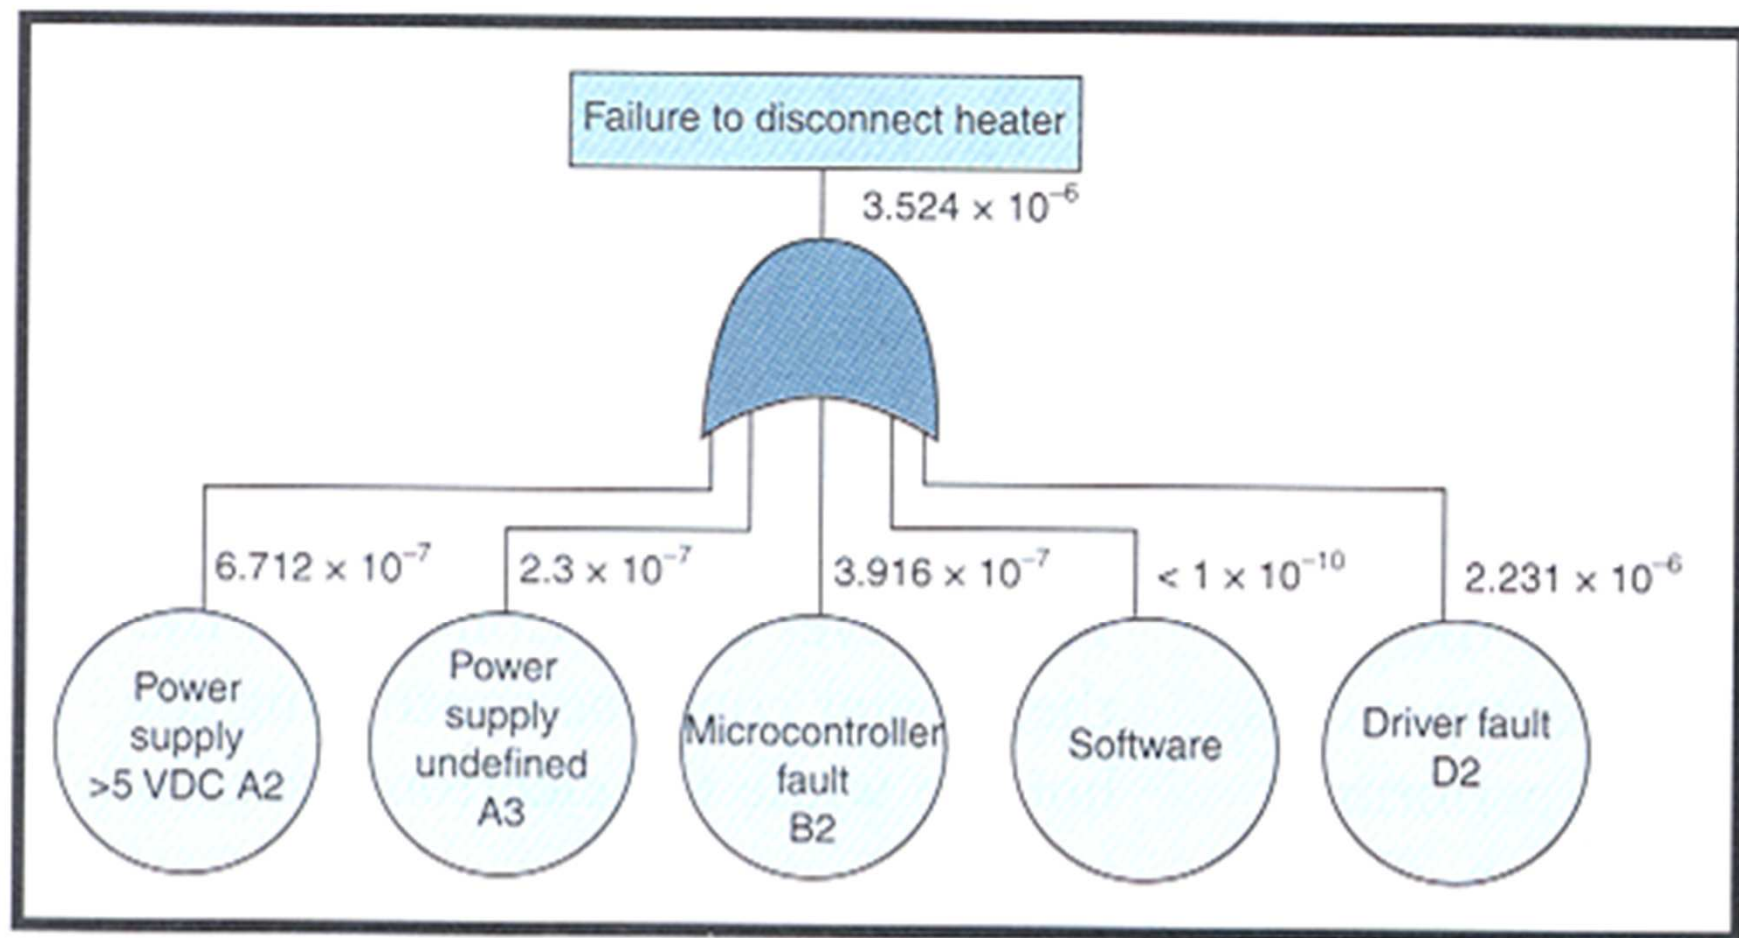 Failure to disconnect heater
3.524 × 10⁻⁶
6.712 × 10⁻⁷
2.3 × 10⁻⁷
3.916 × 10⁻⁷
< 1 × 10⁻¹⁰
2.231 × 10⁻⁶
Power
supply
>5 VDC A2
Power
supply
undefined
A3
Microcontroller
fault
B2
Software
Driver fault
D2